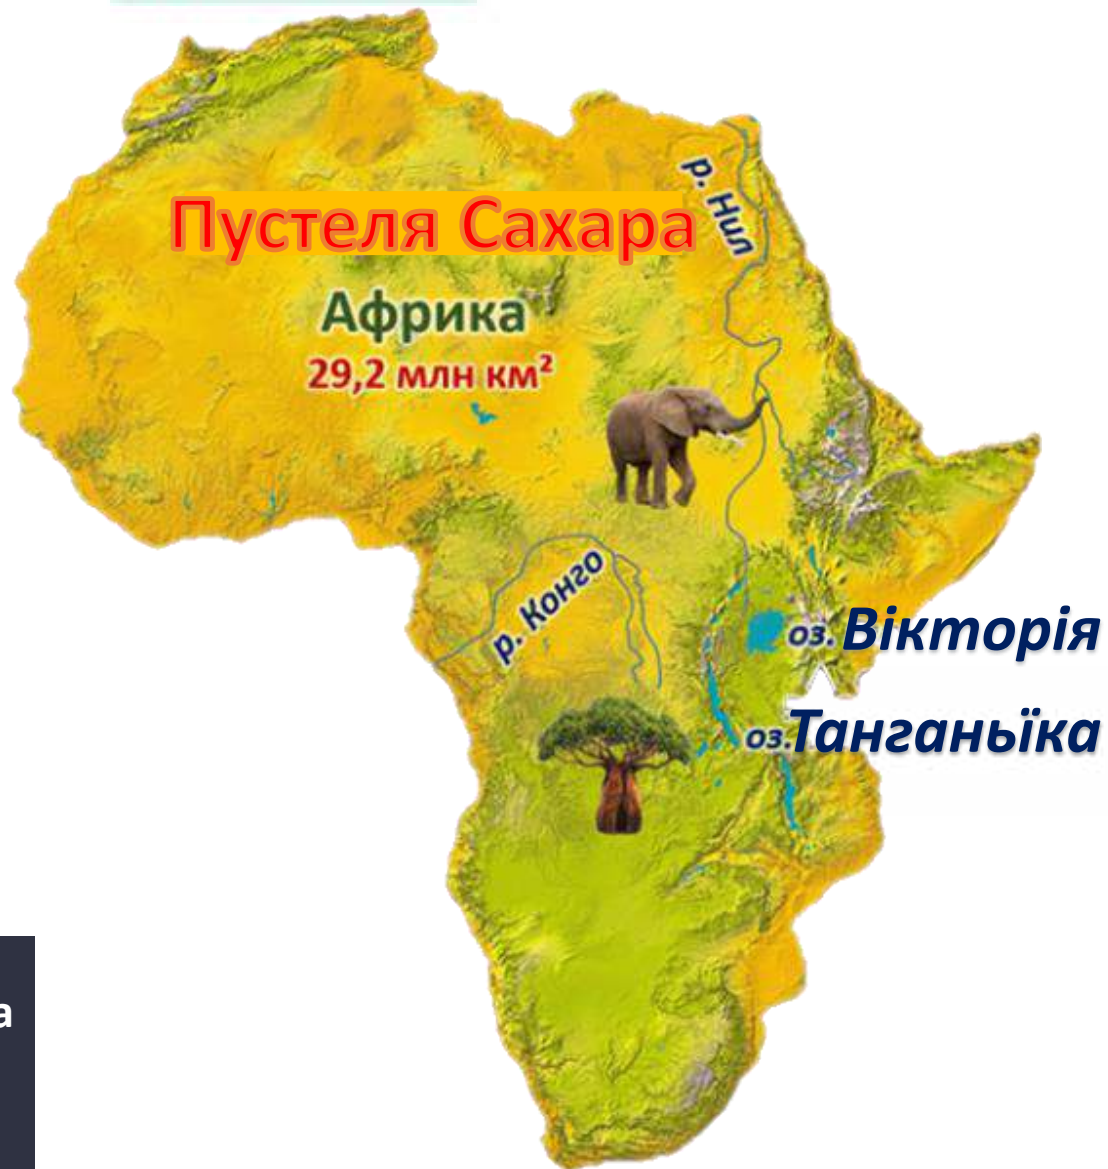 р. Нил
Пустеля Сахара
Африка
29,2 млн км²
р. Конго
оз. Вікторія
оз. Танганьїка
а